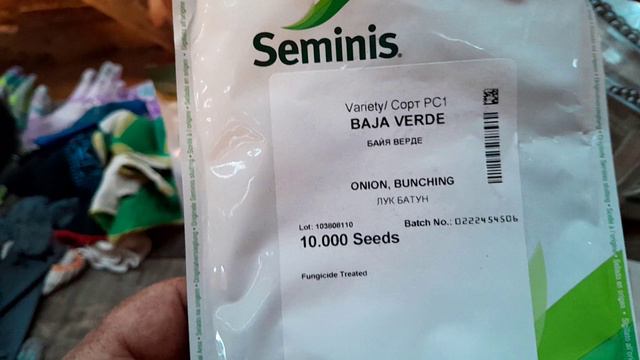 Seminis®
Variety/ Сорт PC1
BAJA VERDE
БАЙЯ ВЕРДЕ
ONION, BUNCHING
ЛУК БАТУН
Lot: 103808110
Batch No.: 0222454506
10.000 Seeds
Fungicide Treated